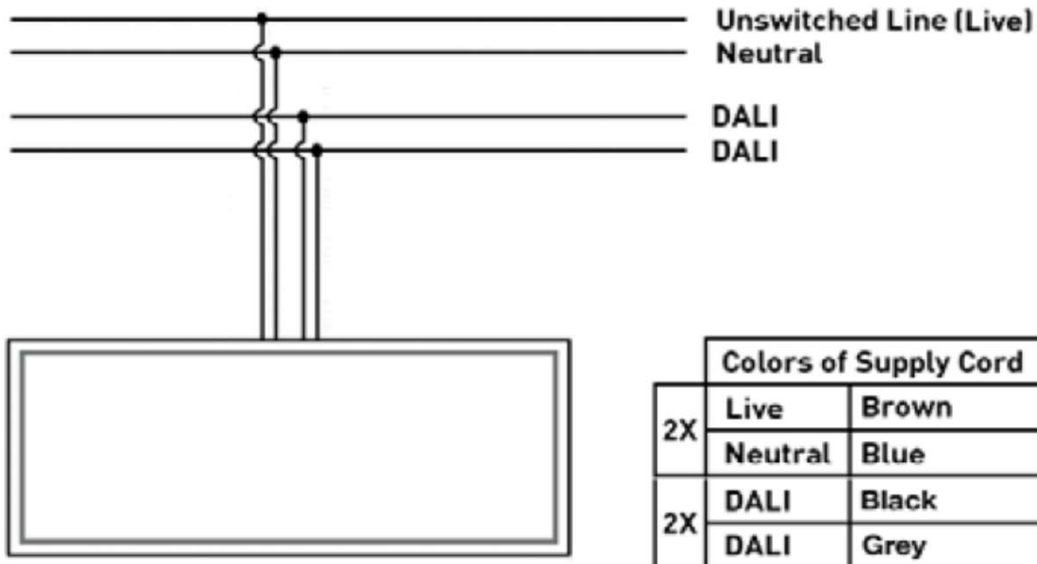 Unswitched Line (Live)
Neutral
DALI
DALI
Colors of Supply Cord
2X
Live Brown
Neutral Blue
2X
DALI Black
DALI Grey